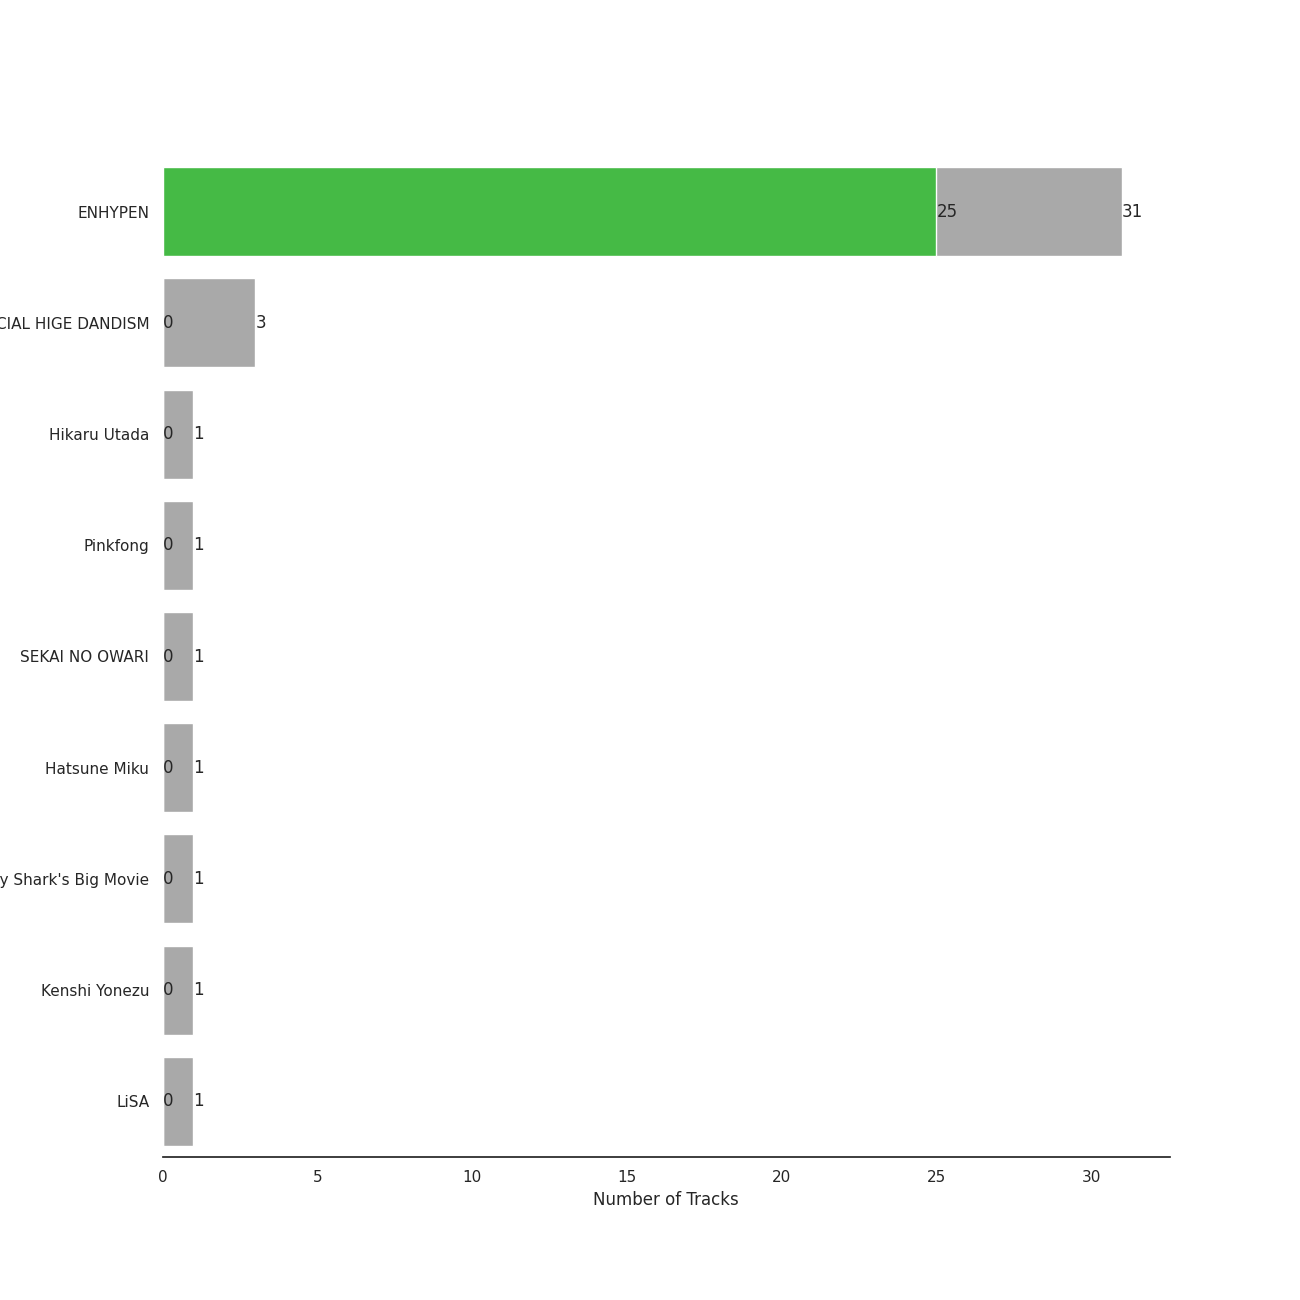 ENHYPEN 25 31
CIAL HIGE DANDISM 0 3
Hikaru Utada 0 1
Pinkfong 0 1
SEKAI NO OWARI 0 1
Hatsune Miku 0 1
y Shark's Big Movie 0 1
Kenshi Yonezu 0 1
LiSA 0 1
0 5 10 15 20 25 30
Number of Tracks